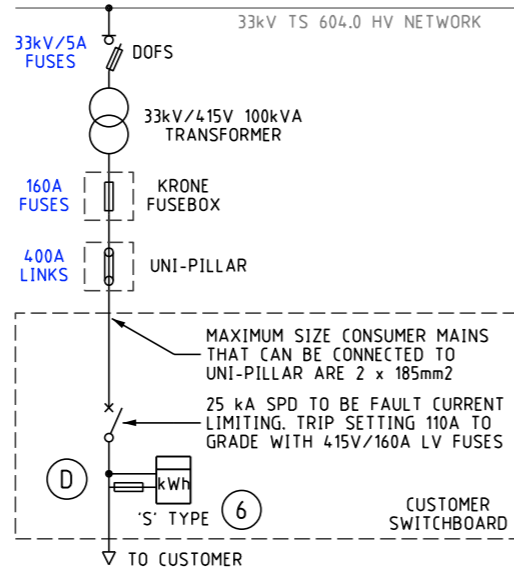 33kV TS 604.0 HV NETWORK
33kV/5A
FUSES
DOFS
33kV/415V 100kVA
TRANSFORMER
160A
FUSES
KRONE
FUSEBOX
400A
LINKS
UNI-PILLAR
MAXIMUM SIZE CONSUMER MAINS
THAT CAN BE CONNECTED TO
UNI-PILLAR ARE 2 x 185mm2
25 kA SPD TO BE FAULT CURRENT
LIMITING. TRIP SETTING 110A TO
GRADE WITH 415V/160A LV FUSES
D
kWh
'S' TYPE
6
CUSTOMER
SWITCHBOARD
TO CUSTOMER